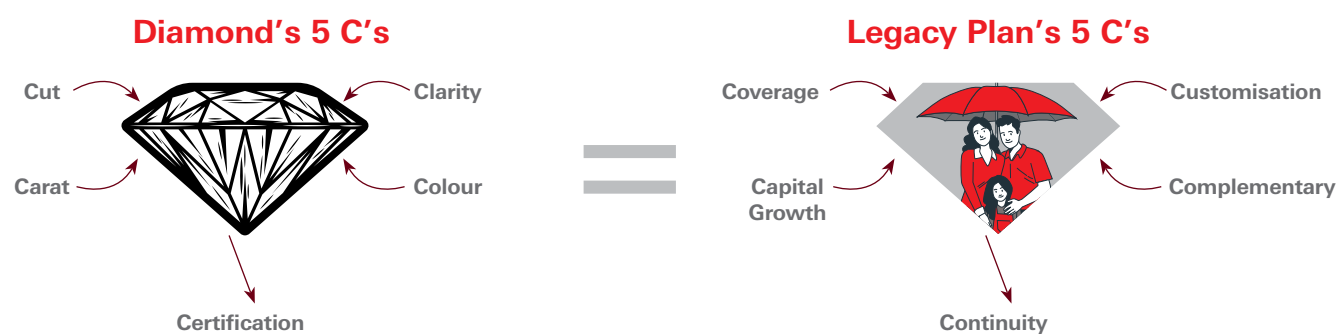 Diamond's 5 C's
Cut
Clarity
Carat
Colour
Certification
Legacy Plan's 5 C's
Coverage
Customisation
Capital
Growth
Complementary
Continuity